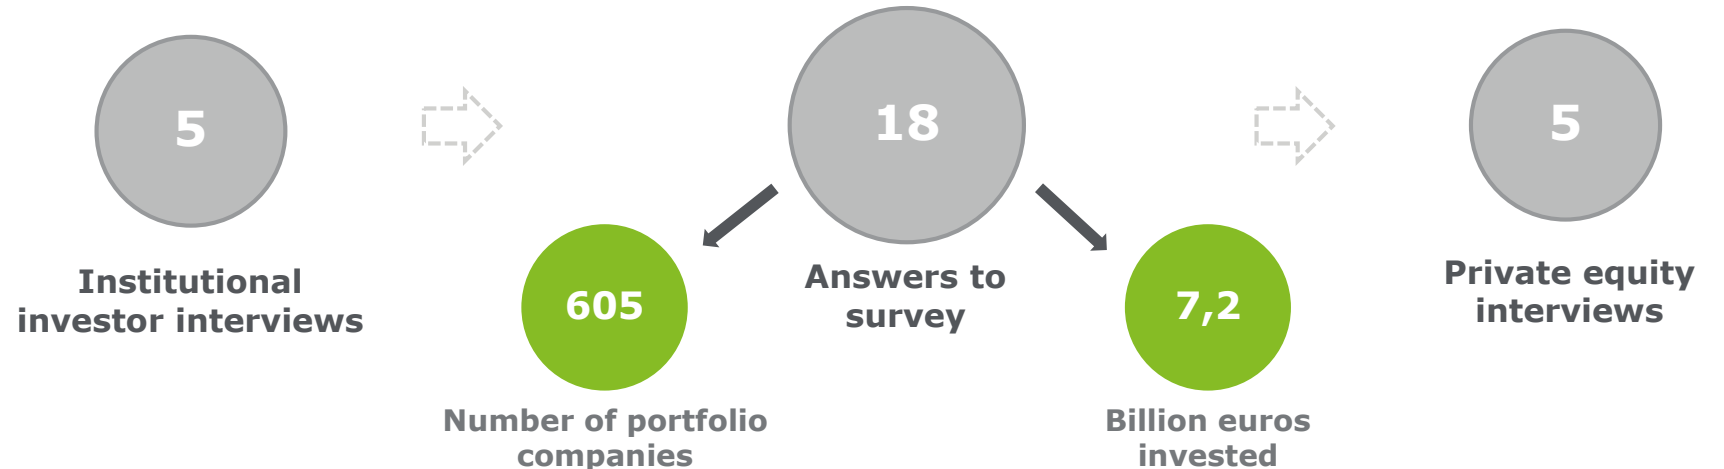 5
Institutional
investor interviews
18
Answers to
survey
605
Number of portfolio
companies
7,2
Billion euros
invested
5
Private equity
interviews